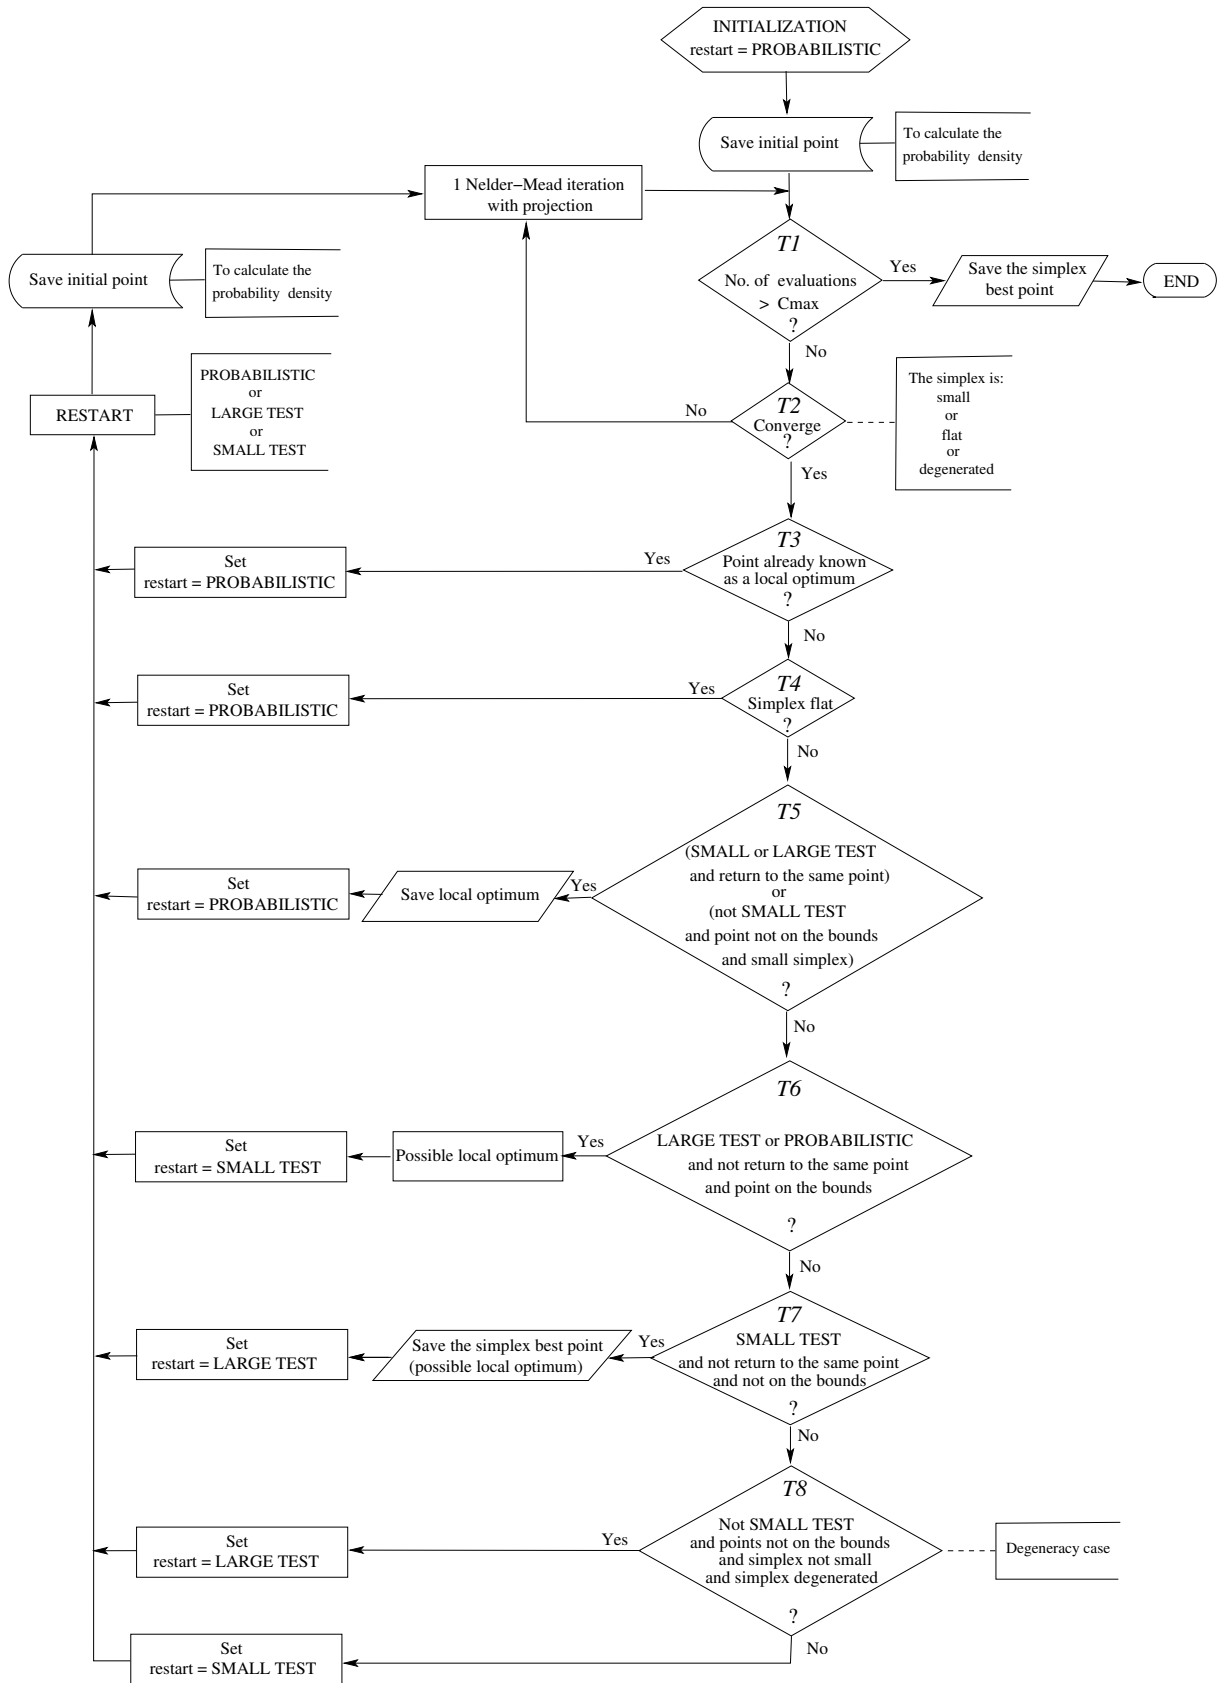 INITIALIZATION
restart = PROBABILISTIC
Save initial point
To calculate the
probability density
1 Nelder−Mead iteration
with projection
T1
No. of evaluations
> Cmax
?
Yes
Save the simplex
best point
END
No
Save initial point
To calculate the
probability density
RESTART
PROBABILISTIC
or
LARGE TEST
or
SMALL TEST
T2
Converge
?
No
Yes
The simplex is:
small
or
flat
or
degenerated
T3
Point already known
as a local optimum
?
Yes
Set
restart = PROBABILISTIC
No
T4
Simplex flat
?
Yes
Set
restart = PROBABILISTIC
No
T5
(SMALL or LARGE TEST
and return to the same point)
or
(not SMALL TEST
and point not on the bounds
and small simplex)
?
Yes
Save local optimum
Set
restart = PROBABILISTIC
No
T6
LARGE TEST or PROBABILISTIC
and not return to the same point
and point on the bounds
?
Yes
Possible local optimum
Set
restart = SMALL TEST
No
T7
SMALL TEST
and not return to the same point
and not on the bounds
?
Yes
Save the simplex best point
(possible local optimum)
Set
restart = LARGE TEST
No
T8
Not SMALL TEST
and points not on the bounds
and simplex not small
and simplex degenerated
?
Yes
Set
restart = LARGE TEST
Degeneracy case
No
Set
restart = SMALL TEST